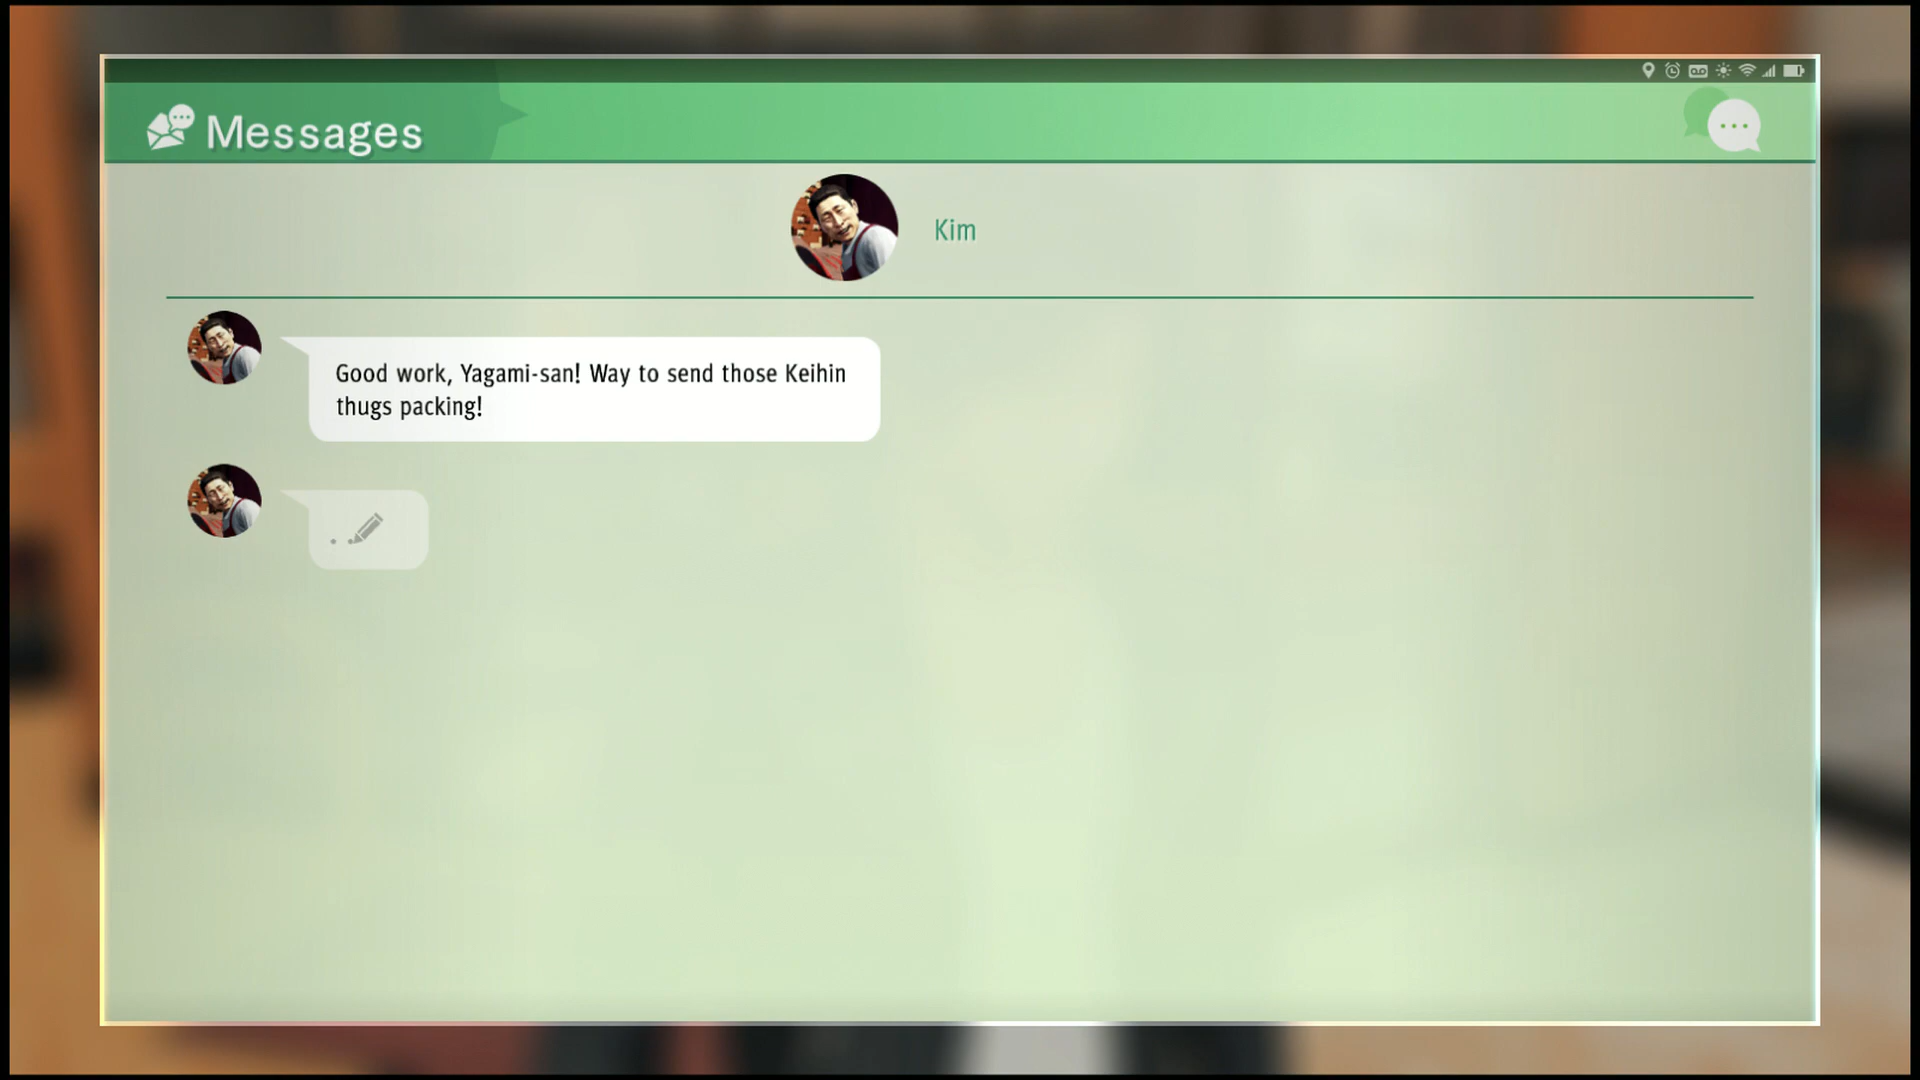 Messages
Kim
Good work, Yagami-san! Way to send those Keihin
thugs packing!